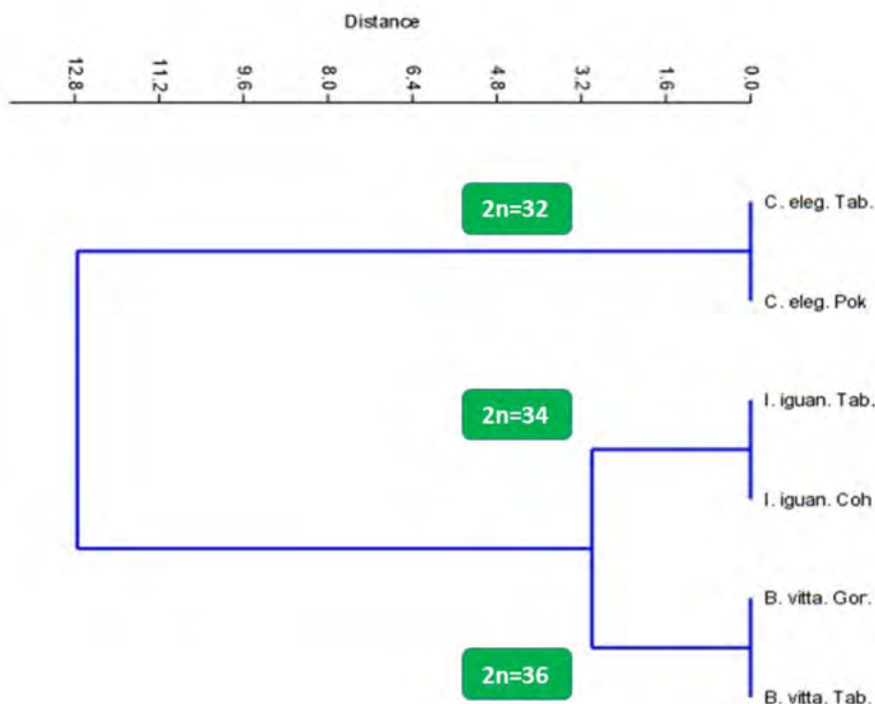 Distance
12.8 11.2 9.6 8.0 6.4 4.8 3.2 1.6 0.0
2n=32
C. eleg. Tab.
C. eleg. Pok
2n=34
I. iguan. Tab.
I. iguan. Coh
B. vitta. Gor.
2n=36
B. vitta. Tab.